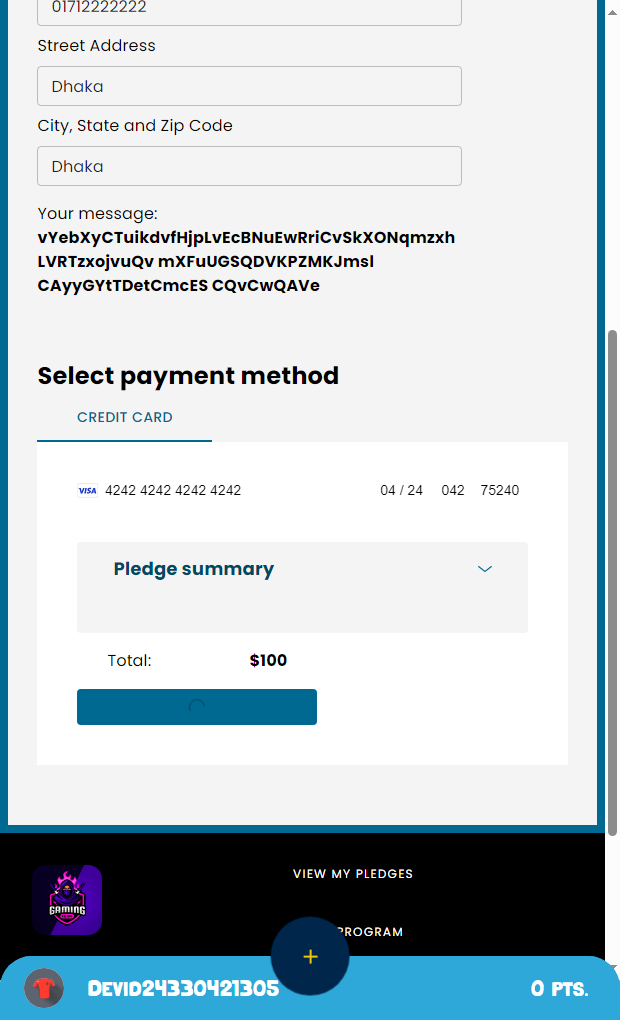 01712222222
Street Address
Dhaka
City, State and Zip Code
Dhaka
Your message:
vYebXyCTuikdvfHjpLvEcBNuEwRriCvSkXONqmzxh
LVRTzxojvuQv mXFuUGSQDVKPZMKJmsl
CAyyGYtTDetCmcES CQvCwQAVe
Select payment method
CREDIT CARD
VISA 4242 4242 4242 4242 04 / 24 042 75240
Pledge summary
Total: $100
VIEW MY PLEDGES
GAMING
PROGRAM
+
Devid24330421305 0 PTS.